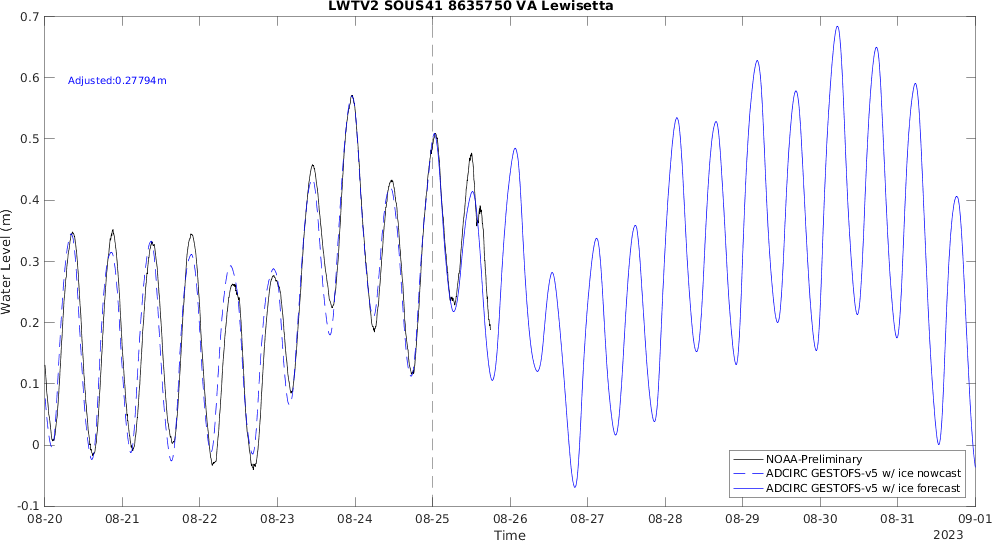 LWTV2 SOUS41 8635750 VA Lewisetta
Adjusted:0.27794m
Water Level (m)
0.7
0.6
0.5
0.4
0.3
0.2
0.1
0
-0.1
NOAA-Preliminary
ADCIRC GESTOFS-v5 w/ ice nowcast
ADCIRC GESTOFS-v5 w/ ice forecast
08-20 08-21 08-22 08-23 08-24 08-25 08-26 08-27 08-28 08-29 08-30 08-31 09-01
Time
2023